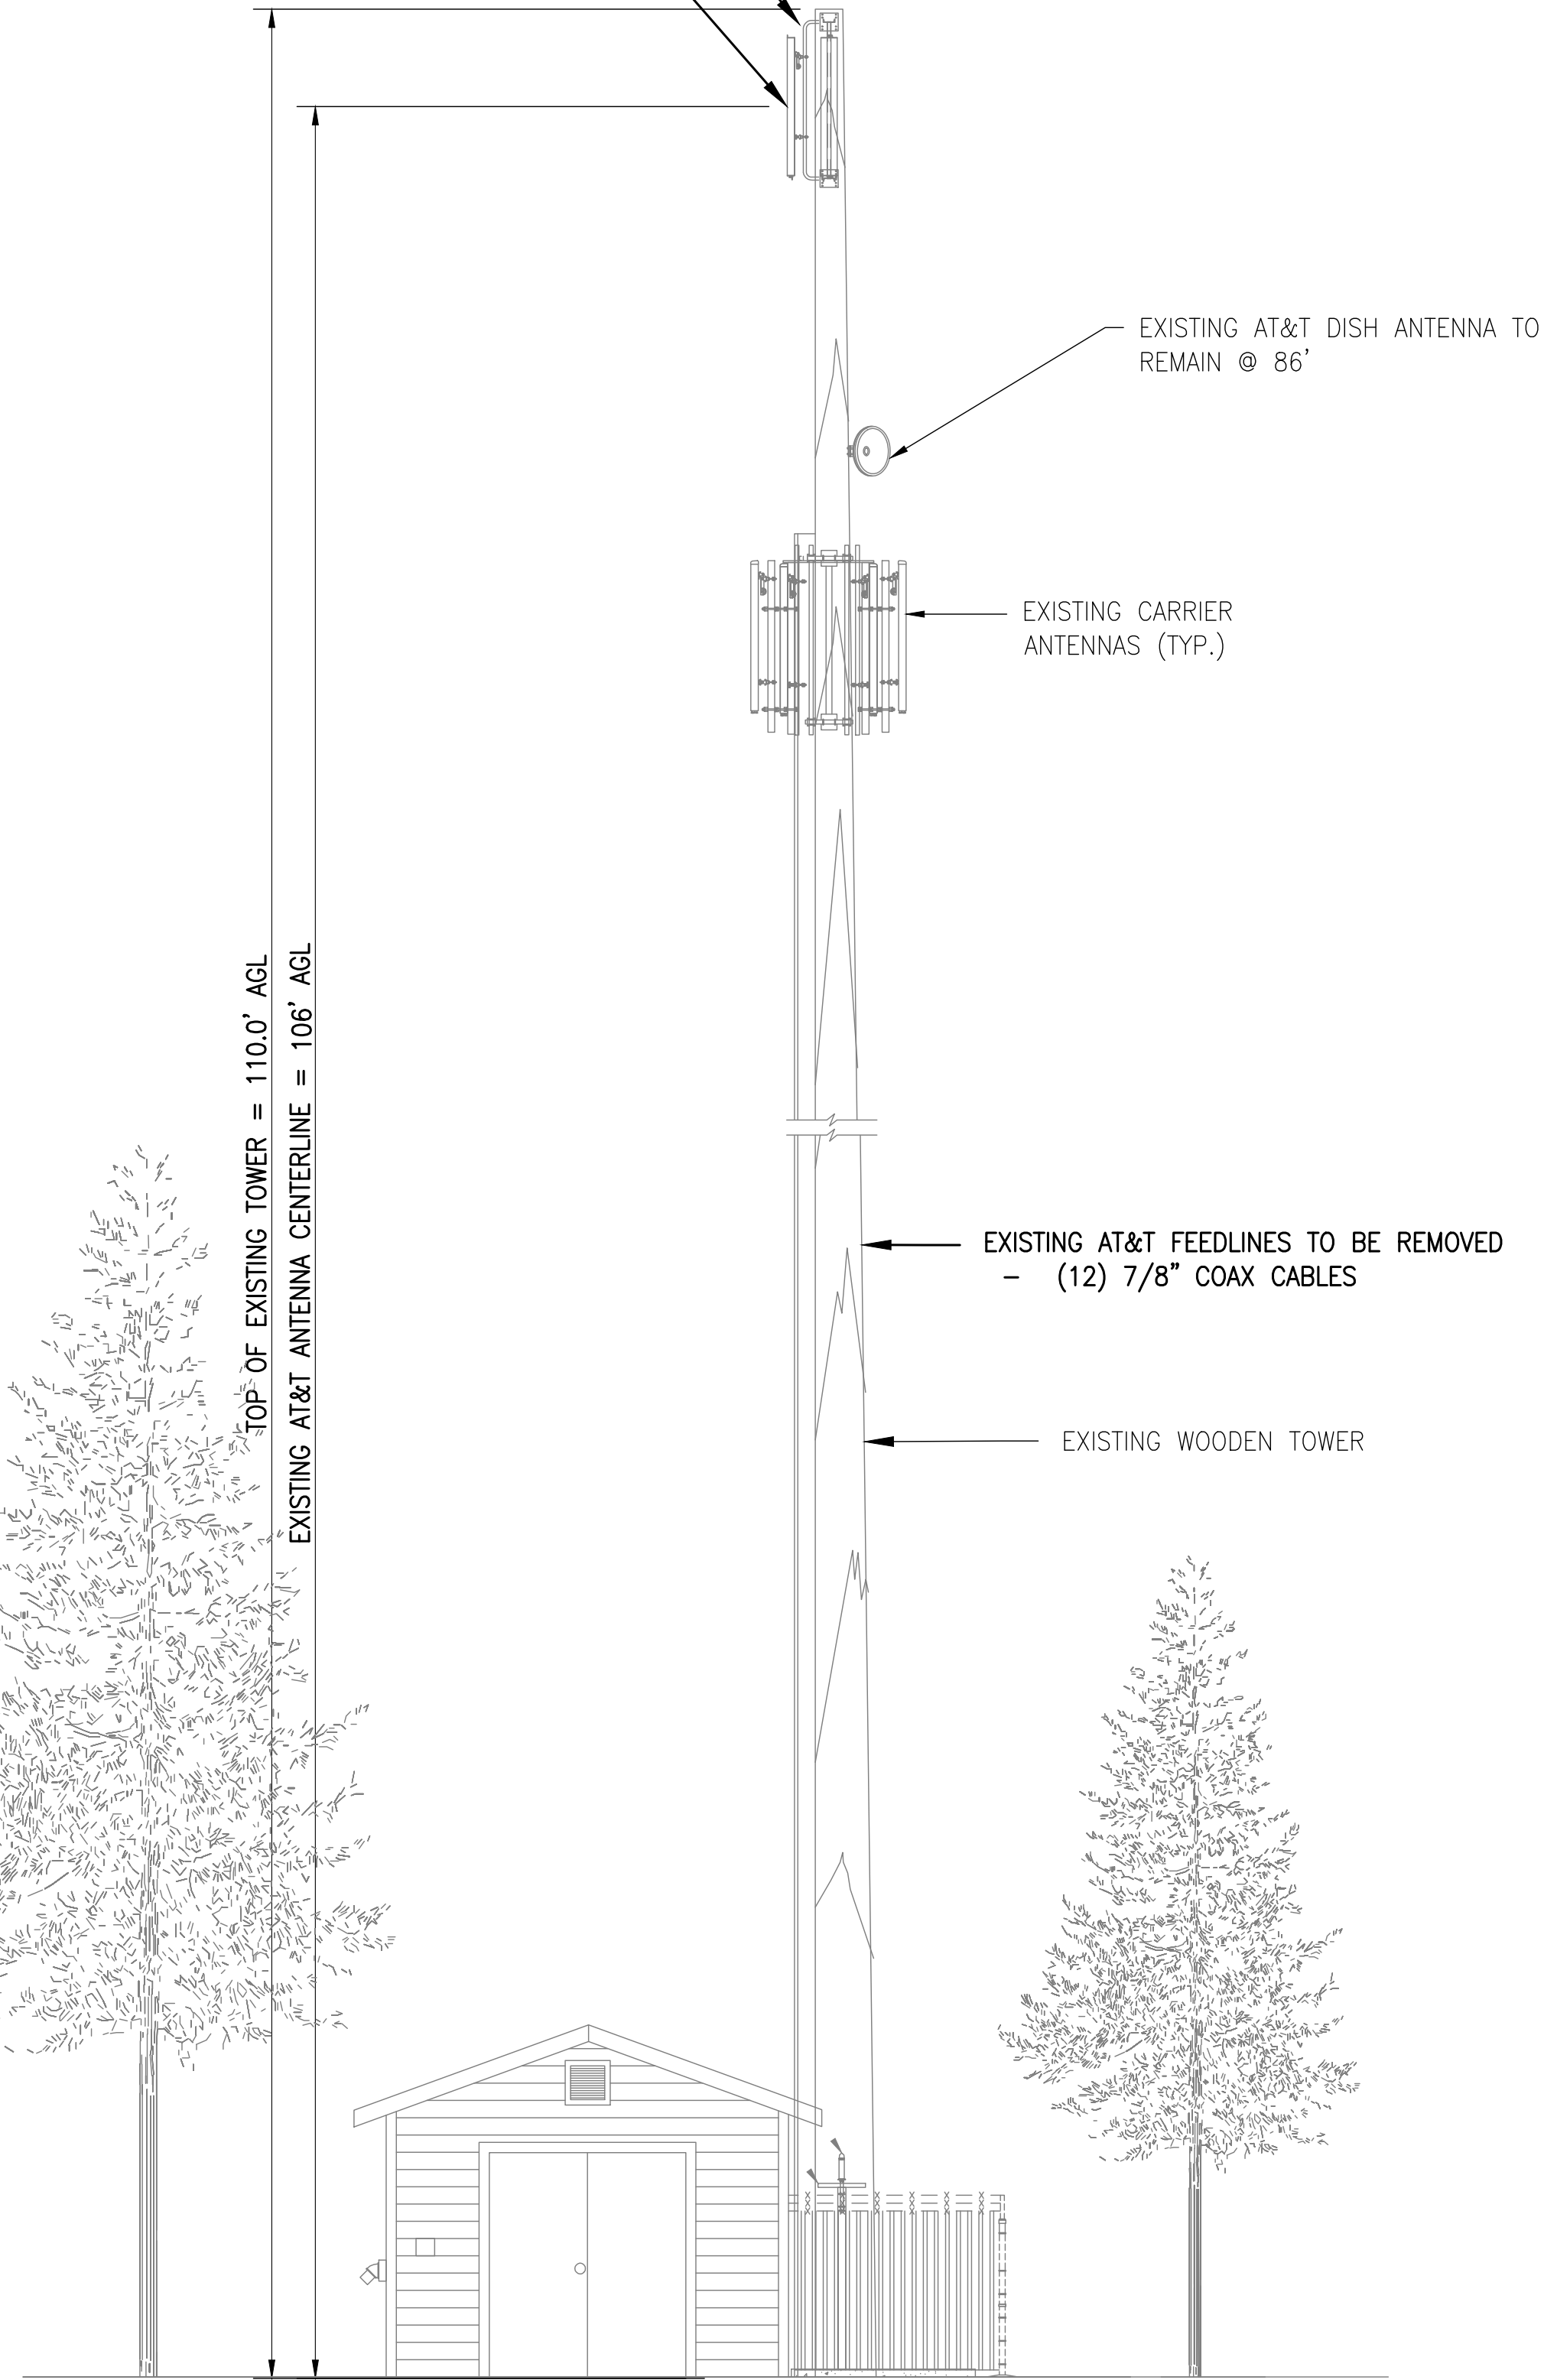 EXISTING AT&T DISH ANTENNA TO
REMAIN @ 86'
EXISTING CARRIER
ANTENNAS (TYP.)
TOP OF EXISTING TOWER = 110.0' AGL
EXISTING AT&T ANTENNA CENTERLINE = 106' AGL
EXISTING AT&T FEEDLINES TO BE REMOVED
- (12) 7/8" COAX CABLES
EXISTING WOODEN TOWER